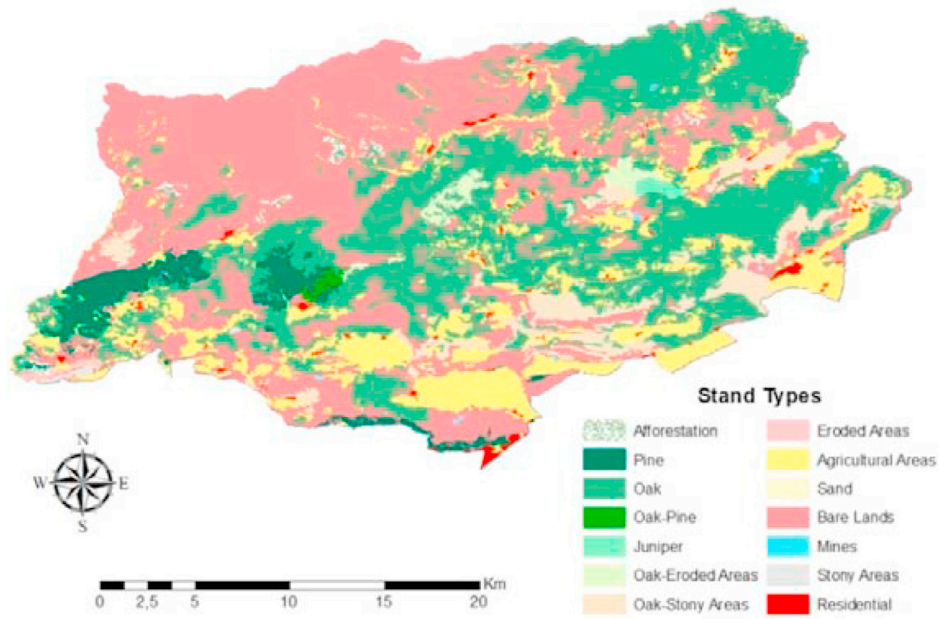 Stand Types
Afforestation
Pine
Oak
Oak-Pine
Juniper
Oak-Eroded Areas
Oak-Stony Areas
Eroded Areas
Agricultural Areas
Sand
Bare Lands
Mines
Stony Areas
Residential
N
W E
S
Km
0 2,5 5 10 15 20